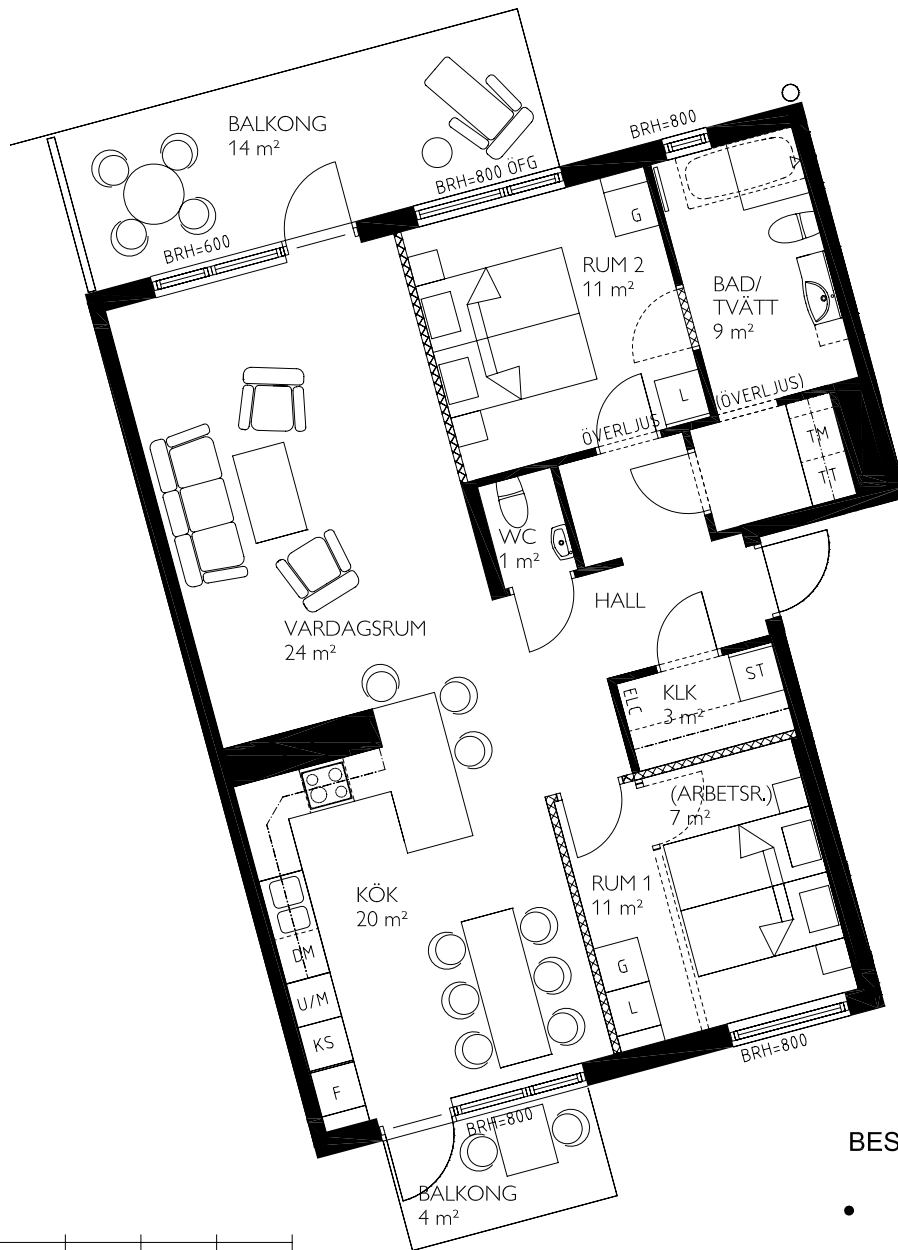 BALKONG
14 m²
BRH=800
BRH=800 ÖFG
BRH=600
G
RUM 2
11 m²
BAD/
TVÄTT
9 m²
L
(ÖVERLJUS)
ÖVERLJUS
TM
TT
WC
1 m²
HALL
VARDAGSRUM
24 m²
ELC
KLK
3 m²
ST
(ARBETSR.)
7 m²
RUM 1
11 m²
KÖK
20 m²
DM
U/M
KS
F
G
L
BRH=800
BRH=800
BALKONG
4 m²
BES
•